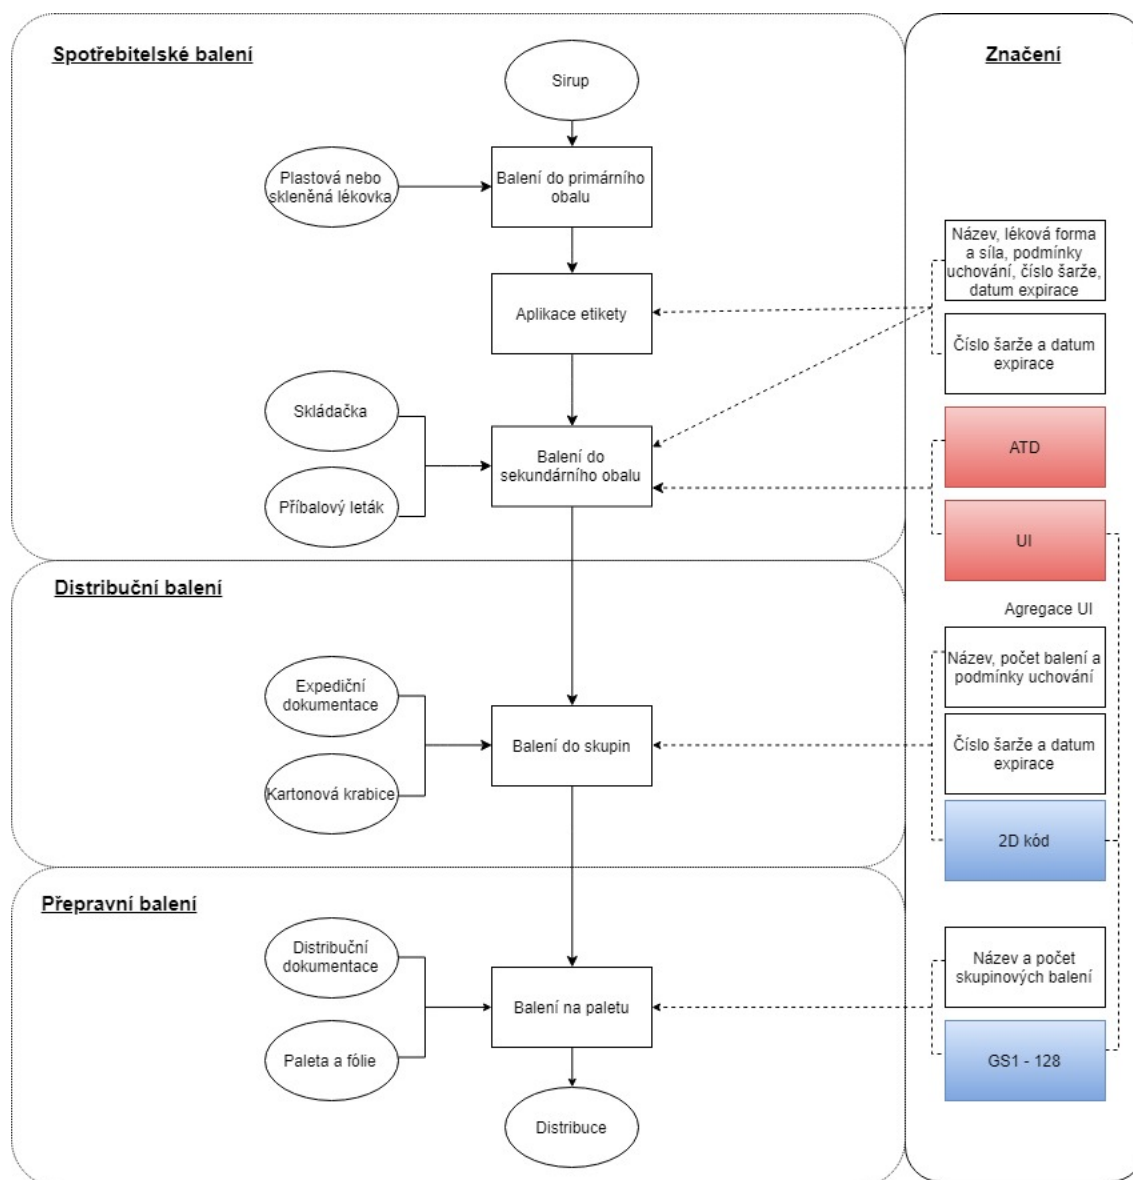 Spotřebitelské balení
Značení
Sirup
Plastová nebo
skleněná lékovka
Balení do primárního
obalu
Název, léková forma
a síla, podmínky
uchování, číslo šarže,
datum expirace
Aplikace etikety
Číslo šarže a datum
expirace
Skládačka
Balení do
sekundárního obalu
ATD
Příbalový leták
UI
Distribuční balení
Agregace UI
Název, počet balení a
podmínky uchování
Expediční
dokumentace
Balení do skupin
Číslo šarže a datum
expirace
Kartonová krabice
2D kód
Přepravní balení
Distribuční
dokumentace
Název a počet
skupinových balení
Balení na paletu
Paleta a fólie
GS1 - 128
Distribuce